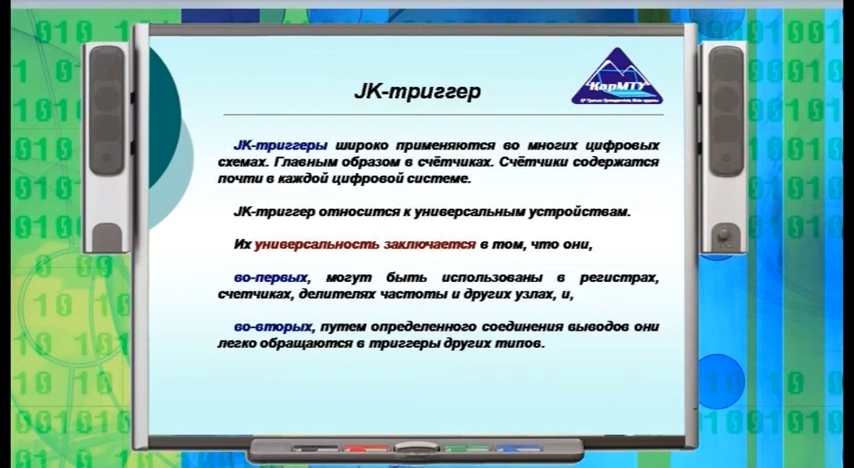 JK-триггер
"КарМТУ"
JK-триггеры широко применяются во многих цифровых
схемах. Главным образом в счётчиках. Счётчики содержатся
почти в каждой цифровой системе.
JK-триггер относится к универсальным устройствам.
Их универсальность заключается в том, что они,
во-первых, могут быть использованы в регистрах,
счетчиках, делителях частоты и других узлах, и,
во-вторых, путем определенного соединения выводов они
легко обращаются в триггеры других типов.